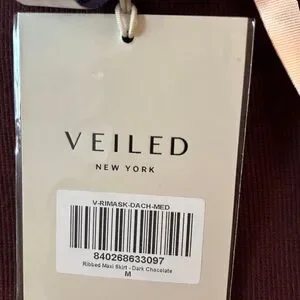 VEILED
NEW YORK
V-RIMASK-DACH-MED
840268633097
Ribbed Maxi Skirt - Dark Chocolate
M